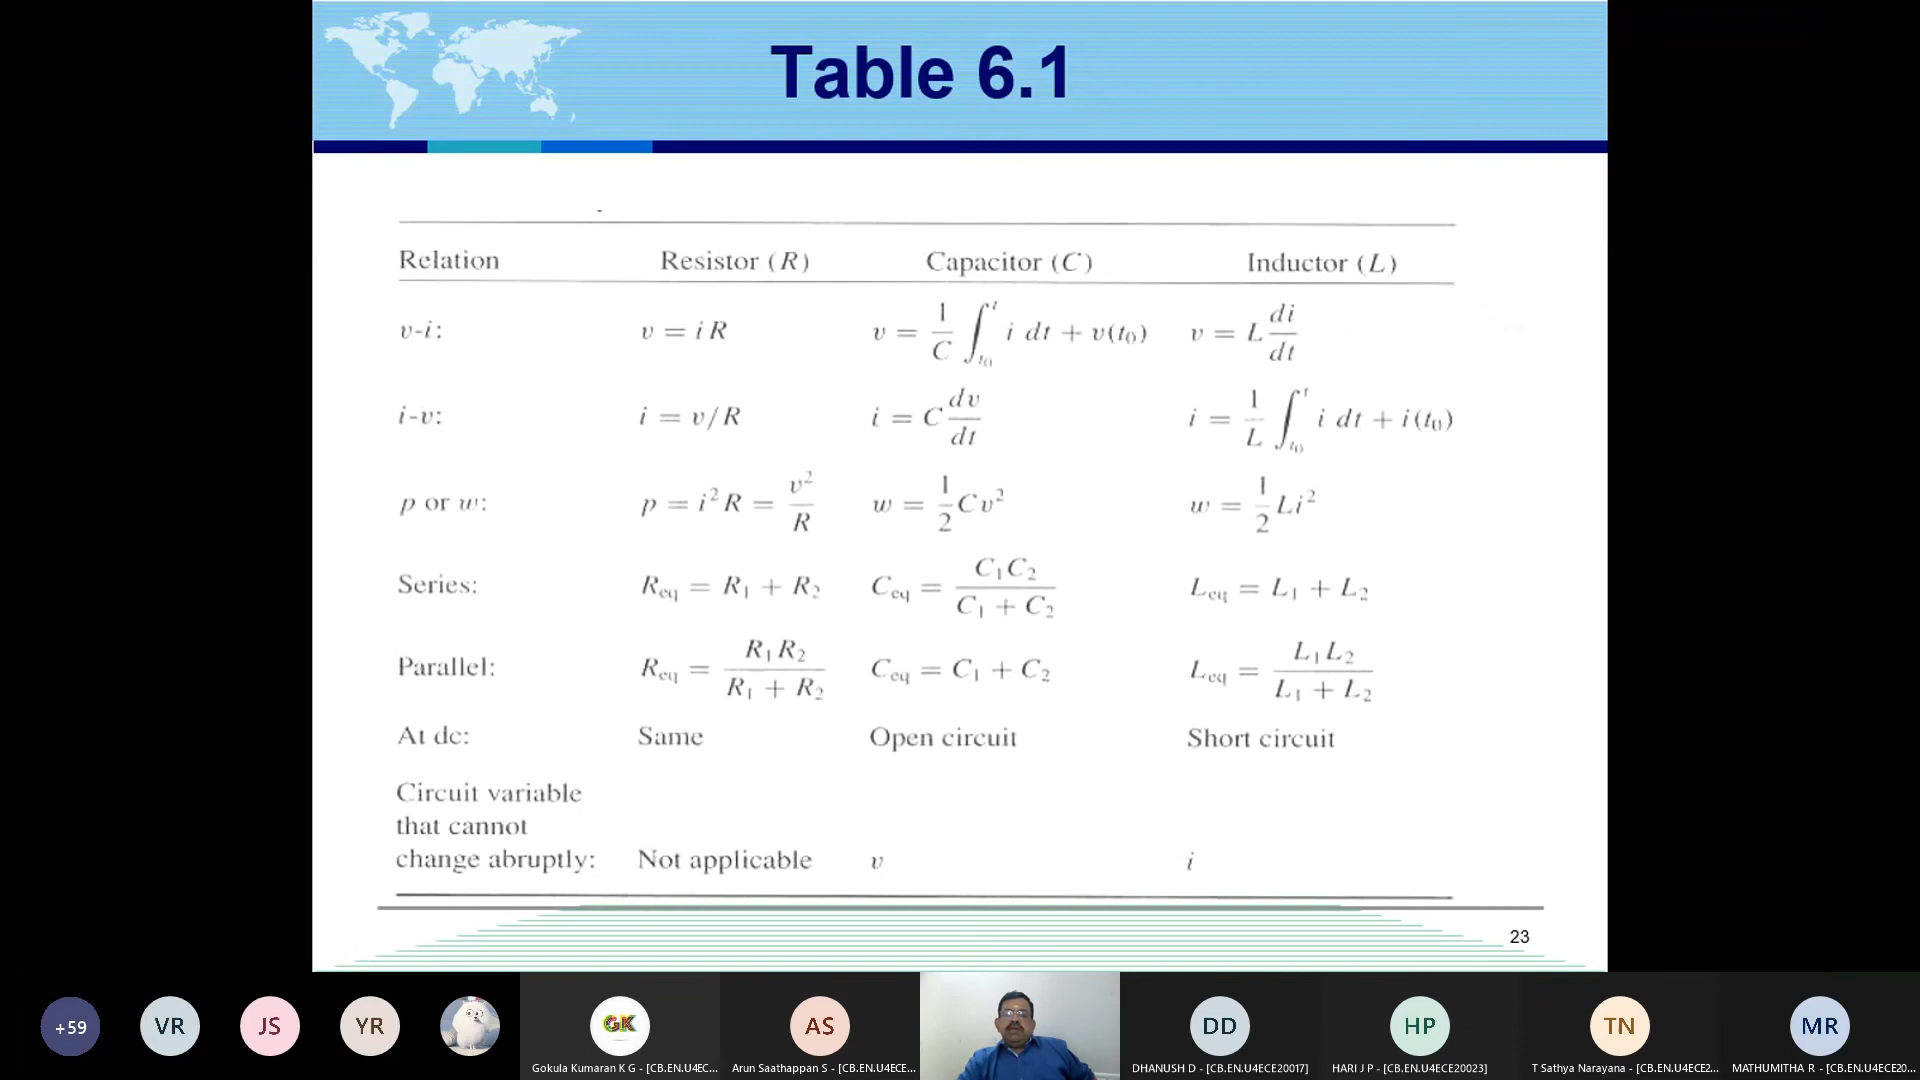 Table 6.1
Relation Resistor (R) Capacitor (C) Inductor (L)
v-i: v = iR v = 1/C ∫_{t0}^{t} i dt + v(t0) v = L di/dt
i-v: i = v/R i = C dv/dt i = 1/L ∫_{t0}^{t} i dt + i(t0)
p or w: p = i²R = v²/R w = 1/2 Cv² w = 1/2 Li²
Series: Req = R1 + R2 Ceq = C1C2/(C1 + C2) Leq = L1 + L2
Parallel: Req = R1R2/(R1 + R2) Ceq = C1 + C2 Leq = L1L2/(L1 + L2)
At dc: Same Open circuit Short circuit
Circuit variable
that cannot
change abruptly: Not applicable v i
23
+59 VR JS YR GK AS DD HP TN MR
Gokula Kumaran K G - [CB.EN.U4EC... Arun Saathappan S - [CB.EN.U4ECE... DHANUSH D - [CB.EN.U4ECE20017] HARI J P - [CB.EN.U4ECE20023] T Sathya Narayana - [CB.EN.U4ECE2... MATHUMITHA R - [CB.EN.U4ECE20...